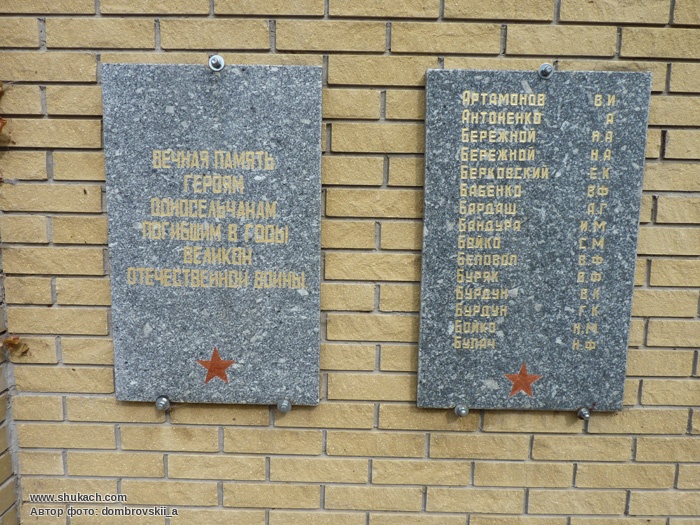 ВЕЧНАЯ ПАМЯТЬ
ГЕРОЯМ
ОДНОСЕЛЬЧАНАМ
ПОГИБШИМ В ГОДЫ
ВЕЛИКОЙ
ОТЕЧЕСТВЕННОЙ ВОЙНЫ
АРТАМОНОВ В.И
АНТОНЕНКО А
БЕРЕЖНОЙ Н.А
БЕРЕЖНОЙ Н.А
БЕРКОВСКИЙ Е.К
БАБЕНКО В.Ф
БАРДАШ А.Г
БАНДУРА И.М
БОЙКО С.М
БЕЛОВОЛ В.Ф
БУРЯК В.Ф
БУРДУН В.И
БУРДУН Г.К
БОЙКО Н.М
БУЛАЧ Н.Ф
www.shukach.com
Автор фото: dombrovskii_a